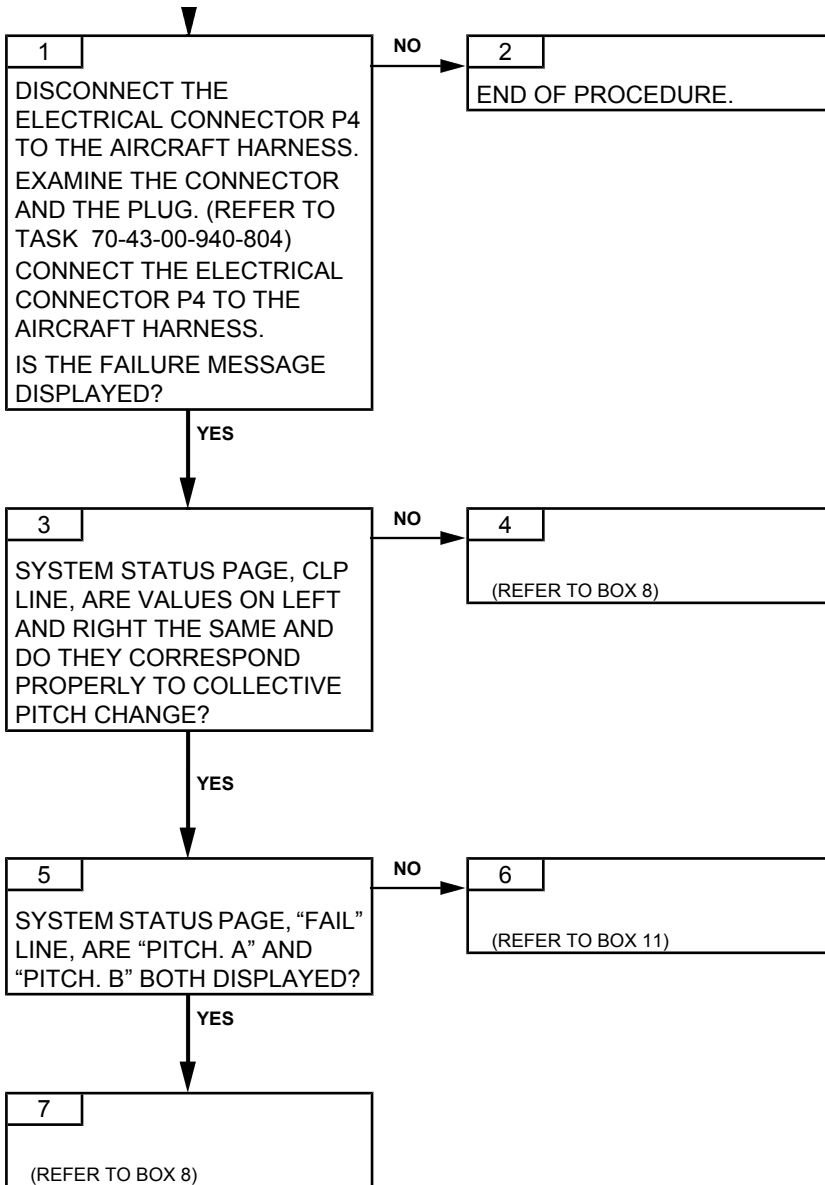 1
DISCONNECT THE
ELECTRICAL CONNECTOR P4
TO THE AIRCRAFT HARNESS.
EXAMINE THE CONNECTOR
AND THE PLUG. (REFER TO
TASK 70-43-00-940-804)
CONNECT THE ELECTRICAL
CONNECTOR P4 TO THE
AIRCRAFT HARNESS.
IS THE FAILURE MESSAGE
DISPLAYED?
NO
2
END OF PROCEDURE.
YES
3
SYSTEM STATUS PAGE, CLP
LINE, ARE VALUES ON LEFT
AND RIGHT THE SAME AND
DO THEY CORRESPOND
PROPERLY TO COLLECTIVE
PITCH CHANGE?
NO
4
(REFER TO BOX 8)
YES
5
SYSTEM STATUS PAGE, “FAIL”
LINE, ARE “PITCH. A” AND
“PITCH. B” BOTH DISPLAYED?
NO
6
(REFER TO BOX 11)
YES
7
(REFER TO BOX 8)